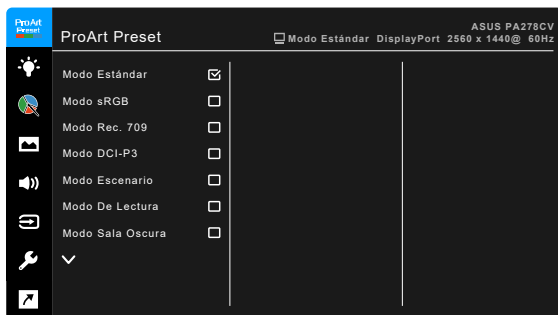 ProArt
Preset
ProArt Preset
ASUS PA278CV
Modo Estándar DisplayPort 2560 x 1440@ 60Hz
Modo Estándar
Modo sRGB
Modo Rec. 709
Modo DCI-P3
Modo Escenario
Modo De Lectura
Modo Sala Oscura